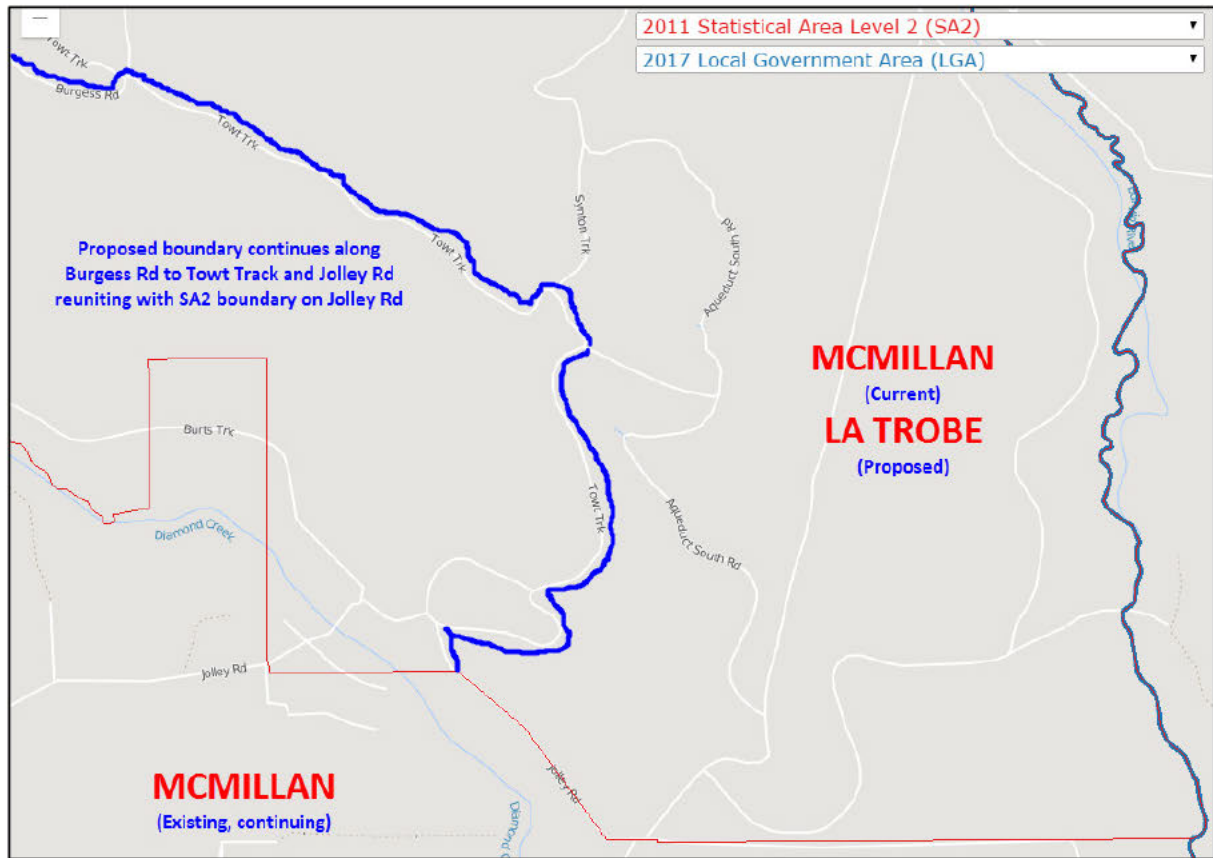 2011 Statistical Area Level 2 (SA2)
2017 Local Government Area (LGA)
Towt Trk
Burgess Rd
Towt Trk
Towt Trk
Synton Trk
Aqueduct South Rd
Proposed boundary continues along
Burgess Rd to Towt Track and Jolley Rd
reuniting with SA2 boundary on Jolley Rd
MCMILLAN
(Current)
LA TROBE
(Proposed)
Burts Trk
Diamond Creek
Towt Trk
Aqueduct South Rd
Jolley Rd
MCMILLAN
(Existing, continuing)
Jolley Rd
Diamond